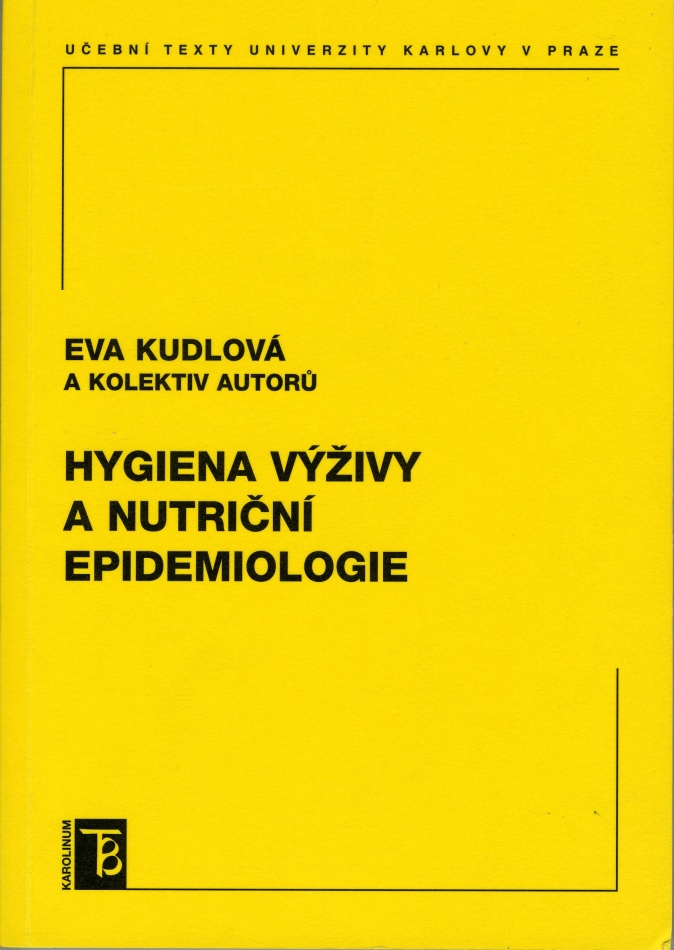 UČEBNÍ TEXTY UNIVERZITY KARLOVY V PRAZE
EVA KUDLOVÁ
A KOLEKTIV AUTORŮ
HYGIENA VÝŽIVY
A NUTRIČNÍ
EPIDEMIOLOGIE
KAROLINUM